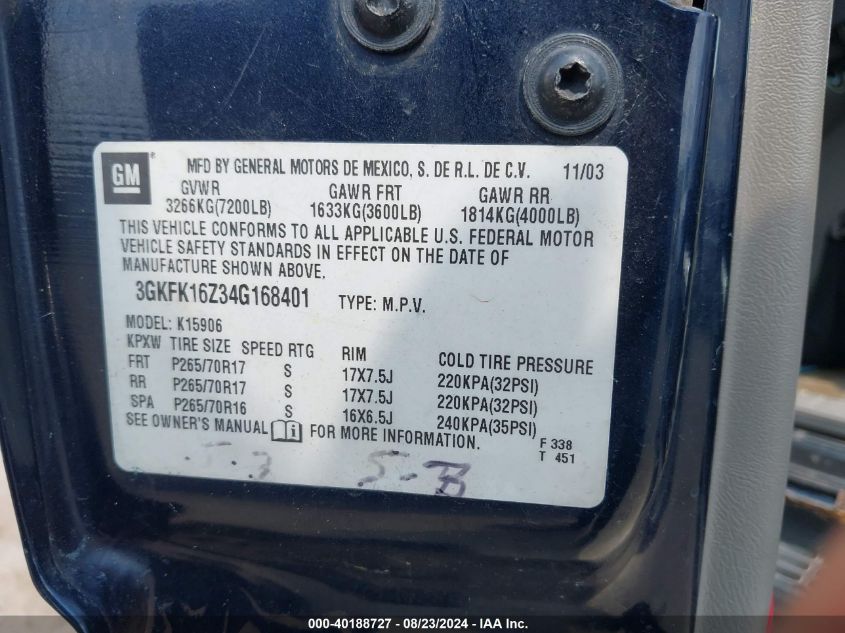 GM
MFD BY GENERAL MOTORS DE MEXICO, S. DE R.L. DE C.V. 11/03
GVWR GAWR FRT GAWR RR
3266KG(7200LB) 1633KG(3600LB) 1814KG(4000LB)
THIS VEHICLE CONFORMS TO ALL APPLICABLE U.S. FEDERAL MOTOR
VEHICLE SAFETY STANDARDS IN EFFECT ON THE DATE OF
MANUFACTURE SHOWN ABOVE.
3GKFK16Z34G168401 TYPE: M.P.V.
MODEL: K15906
KPXW TIRE SIZE SPEED RTG RIM COLD TIRE PRESSURE
FRT P265/70R17 S 17X7.5J 220KPA(32PSI)
RR P265/70R17 S 17X7.5J 220KPA(32PSI)
SPA P265/70R16 S 16X6.5J 240KPA(35PSI)
SEE OWNER'S MANUAL FOR MORE INFORMATION.
F 338
T 451
000-40188727 - 08/23/2024 - IAA Inc.